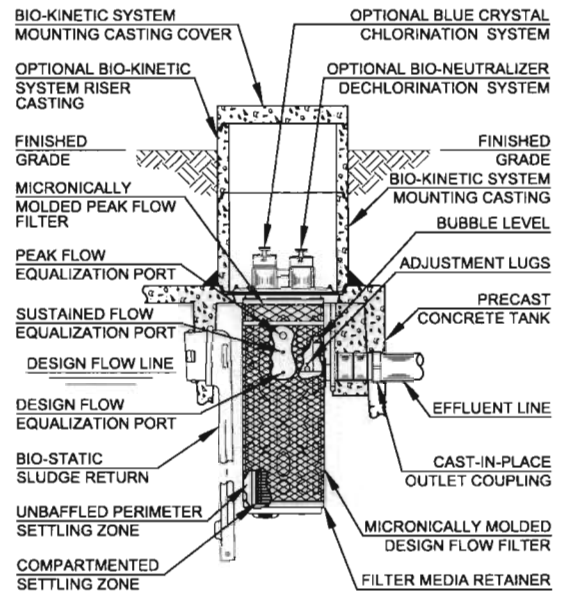 BIO-KINETIC SYSTEM
MOUNTING CASTING COVER
OPTIONAL BIO-KINETIC
SYSTEM RISER
CASTING
FINISHED
GRADE
MICRONICALLY
MOLDED PEAK FLOW
FILTER
PEAK FLOW
EQUALIZATION PORT
SUSTAINED FLOW
EQUALIZATION PORT
DESIGN FLOW LINE
DESIGN FLOW
EQUALIZATION PORT
BIO-STATIC
SLUDGE RETURN
UNBAFFLED PERIMETER
SETTLING ZONE
COMPARTMENTED
SETTLING ZONE
OPTIONAL BLUE CRYSTAL
CHLORINATION SYSTEM
OPTIONAL BIO-NEUTRALIZER
DECHLORINATION SYSTEM
FINISHED
GRADE
BIO-KINETIC SYSTEM
MOUNTING CASTING
BUBBLE LEVEL
ADJUSTMENT LUGS
PRECAST
CONCRETE TANK
EFFLUENT LINE
CAST-IN-PLACE
OUTLET COUPLING
MICRONICALLY MOLDED
DESIGN FLOW FILTER
FILTER MEDIA RETAINER